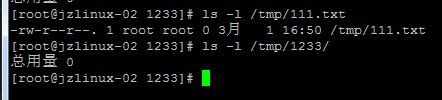 [root@jzlinux-02 1233]# ls -l /tmp/111.txt
-rw-r--r--. 1 root root 0 3月   1 16:50 /tmp/111.txt
[root@jzlinux-02 1233]# ls -l /tmp/1233/
总用量 0
[root@jzlinux-02 1233]#